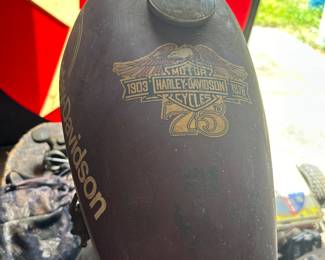 MOTOR
1903 HARLEY-DAVIDSON 1978
CYCLES
75
Davidson